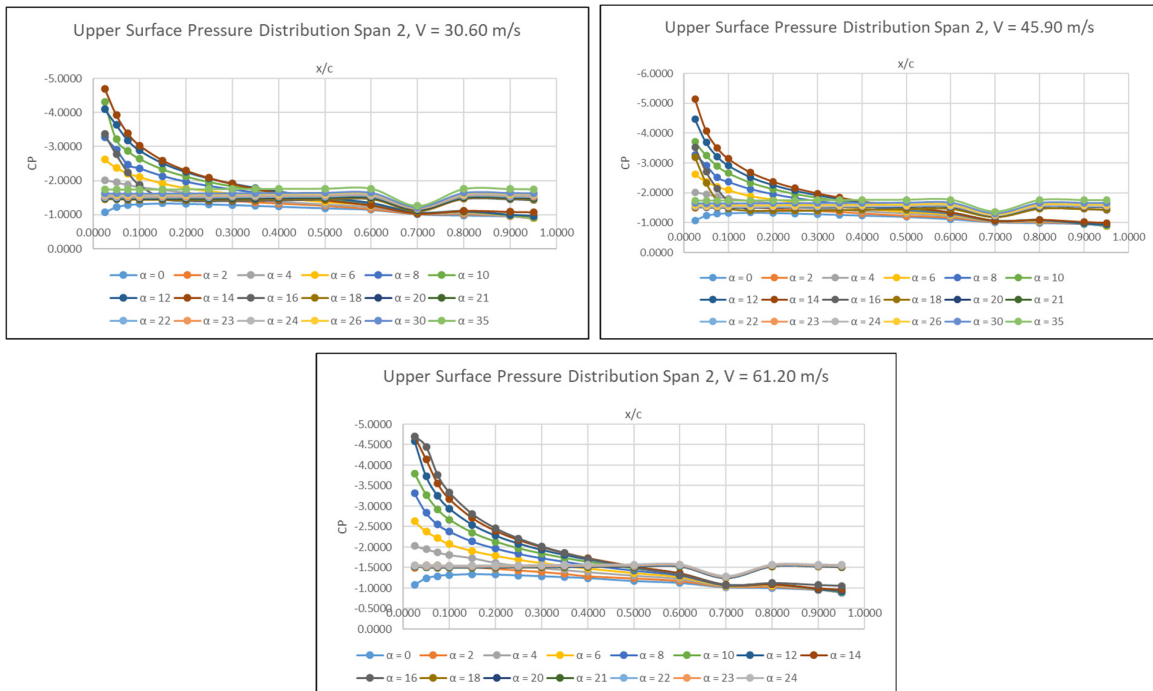 Upper Surface Pressure Distribution Span 2, V = 30.60 m/s
x/c
0.0000 0.1000 0.2000 0.3000 0.4000 0.5000 0.6000 0.7000 0.8000 0.9000 1.0000
-5.0000
-4.0000
-3.0000
-2.0000
-1.0000
0.0000
CP
α = 0 α = 2 α = 4 α = 6 α = 8 α = 10
α = 12 α = 14 α = 16 α = 18 α = 20 α = 21
α = 22 α = 23 α = 24 α = 26 α = 30 α = 35
Upper Surface Pressure Distribution Span 2, V = 45.90 m/s
x/c
0.0000 0.1000 0.2000 0.3000 0.4000 0.5000 0.6000 0.7000 0.8000 0.9000 1.0000
-6.0000
-5.0000
-4.0000
-3.0000
-2.0000
-1.0000
0.0000
CP
α = 0 α = 2 α = 4 α = 6 α = 8 α = 10
α = 12 α = 14 α = 16 α = 18 α = 20 α = 21
α = 22 α = 23 α = 24 α = 26 α = 30 α = 35
Upper Surface Pressure Distribution Span 2, V = 61.20 m/s
x/c
-5.0000
-4.5000
-4.0000
-3.5000
-3.0000
-2.5000
-2.0000
-1.5000
-1.0000
-0.5000
0.0000
CP
0.0000 0.1000 0.2000 0.3000 0.4000 0.5000 0.6000 0.7000 0.8000 0.9000 1.0000
α = 0 α = 2 α = 4 α = 6 α = 8 α = 10 α = 12 α = 14
α = 16 α = 18 α = 20 α = 21 α = 22 α = 23 α = 24